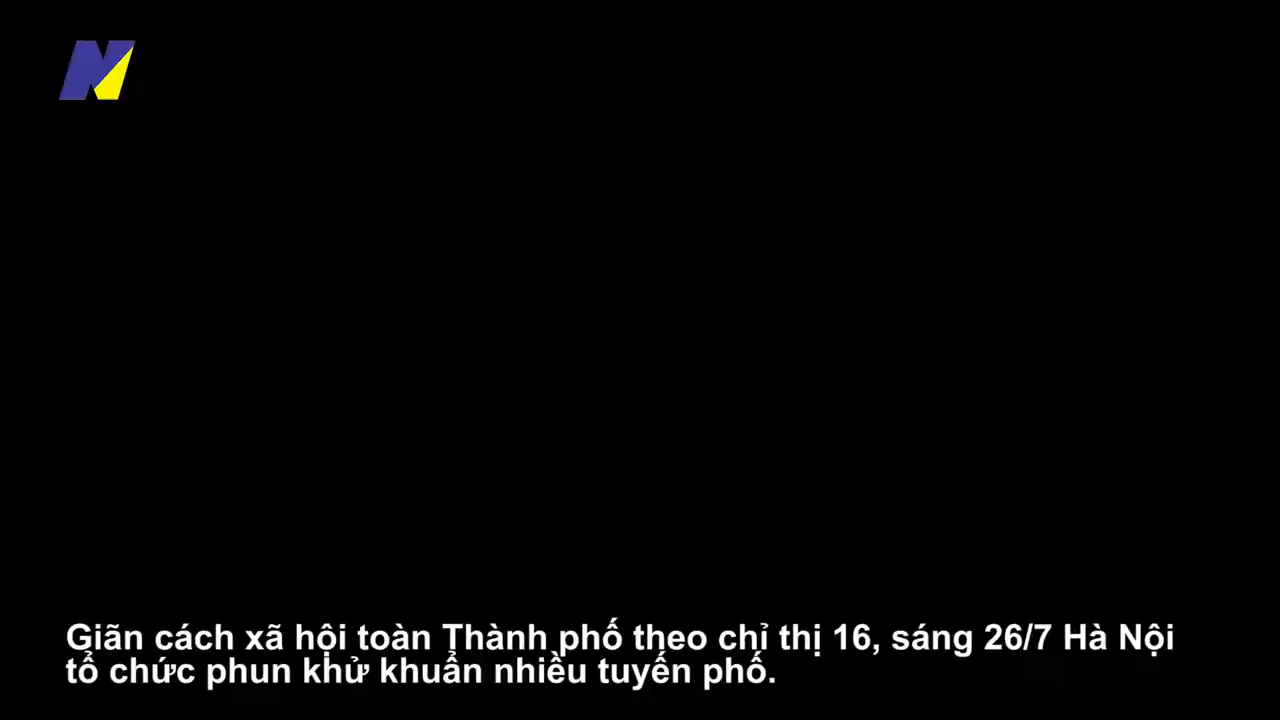 Giãn cách xã hội toàn Thành phố theo chỉ thị 16, sáng 26/7 Hà Nội
tổ chức phun khử khuẩn nhiều tuyến phố.